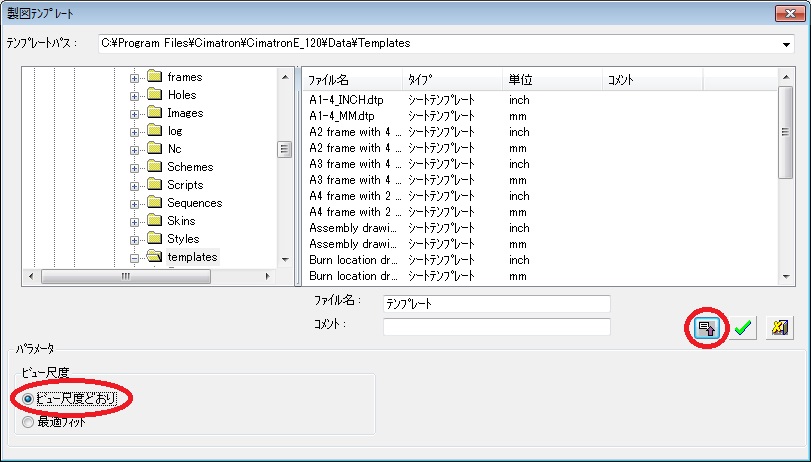 製図ﾃﾝﾌﾟﾚｰﾄ
ﾃﾝﾌﾟﾚｰﾄﾊﾟｽ : C:¥Program Files¥Cimatron¥CimatronE_120¥Data¥Templates
frames
Holes
Images
log
Nc
Schemes
Scripts
Sequences
Skins
Styles
templates
ファイル名 ﾀｲﾌﾟ 単位 コメント
A1-4_INCH.dtp シートﾃﾝﾌﾟﾚｰﾄ inch
A1-4_MM.dtp シートﾃﾝﾌﾟﾚｰﾄ mm
A2 frame with 4 ... シートﾃﾝﾌﾟﾚｰﾄ inch
A2 frame with 4 ... シートﾃﾝﾌﾟﾚｰﾄ mm
A3 frame with 4 ... シートﾃﾝﾌﾟﾚｰﾄ inch
A3 frame with 4 ... シートﾃﾝﾌﾟﾚｰﾄ mm
A4 frame with 2 ... シートﾃﾝﾌﾟﾚｰﾄ inch
A4 frame with 2 ... シートﾃﾝﾌﾟﾚｰﾄ mm
Assembly drawi... シートﾃﾝﾌﾟﾚｰﾄ inch
Assembly drawi... シートﾃﾝﾌﾟﾚｰﾄ mm
Burn location dr... シートﾃﾝﾌﾟﾚｰﾄ inch
Burn location dr... シートﾃﾝﾌﾟﾚｰﾄ mm
ファイル名 : ﾃﾝﾌﾟﾚｰﾄ
コメント :
パラメータ
ビュー尺度
ビュー尺度どおり
最適フィット